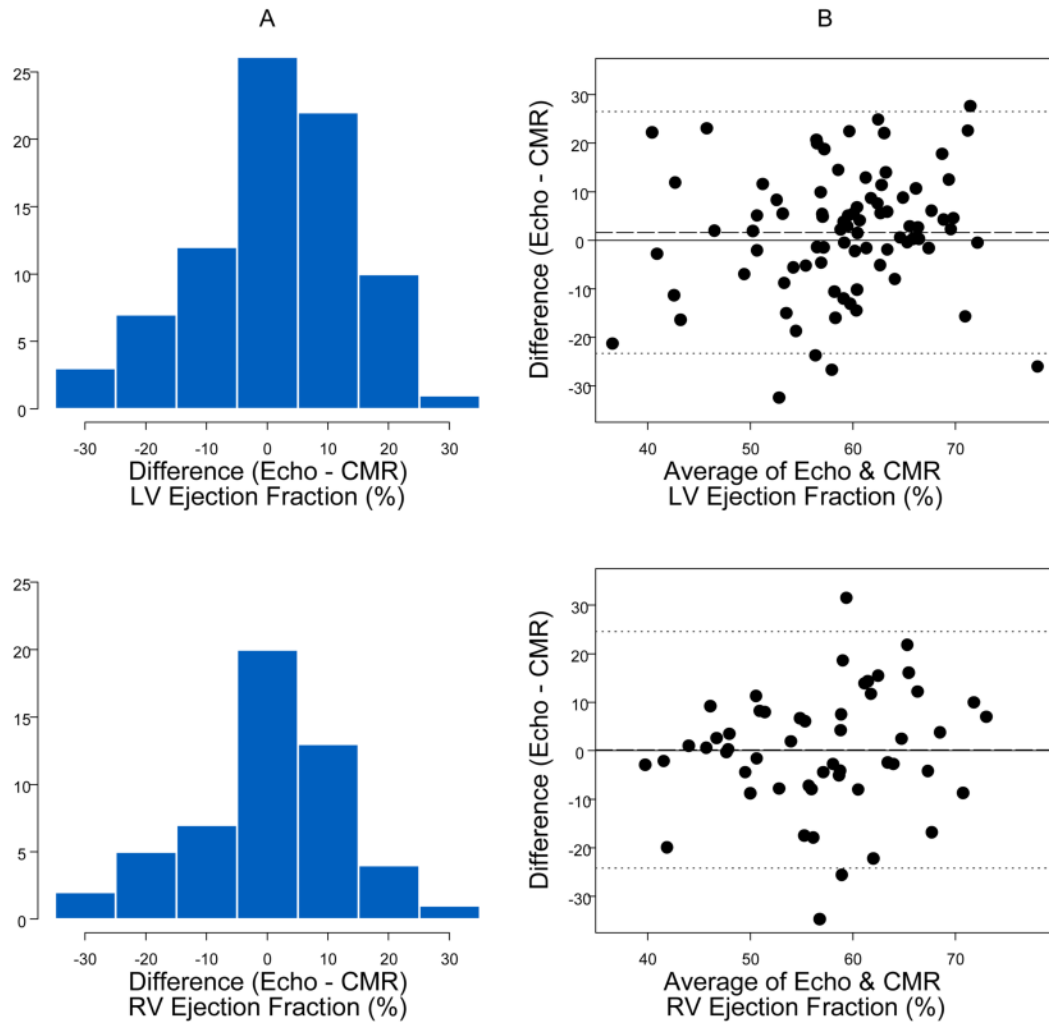 A
B
25
20
15
10
5
0
-30 -20 -10 0 10 20 30
Difference (Echo - CMR)
LV Ejection Fraction (%)
Difference (Echo - CMR)
30
20
10
0
-10
-20
-30
40 50 60 70
Average of Echo & CMR
LV Ejection Fraction (%)
25
20
15
10
5
0
-30 -20 -10 0 10 20 30
Difference (Echo - CMR)
RV Ejection Fraction (%)
Difference (Echo - CMR)
30
20
10
0
-10
-20
-30
40 50 60 70
Average of Echo & CMR
RV Ejection Fraction (%)